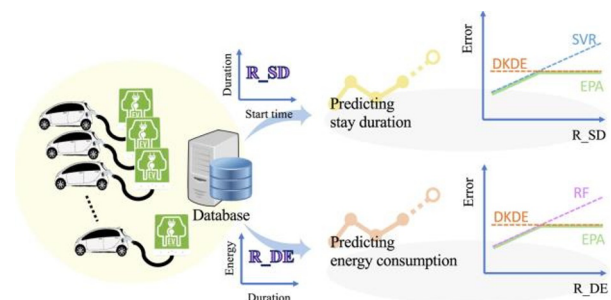 Duration
R_SD
Start time
Predicting
stay duration
Error
SVR
DKDE
EPA
R_SD
Database
Energy
R_DE
Duration
Predicting
energy consumption
Error
RF
DKDE
EPA
R_DE